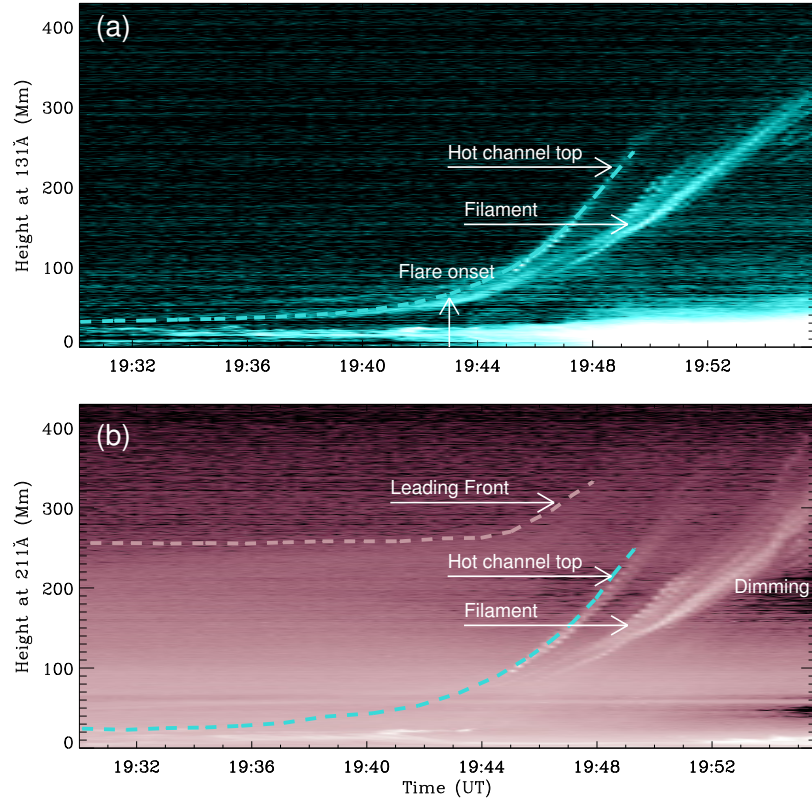 (a)
400
300
200
100
0
Height at 131Å (Mm)
Hot channel top
Filament
Flare onset
19:32 19:36 19:40 19:44 19:48 19:52
(b)
400
300
200
100
0
Height at 211Å (Mm)
Leading Front
Hot channel top
Dimming
Filament
19:32 19:36 19:40 19:44 19:48 19:52
Time (UT)